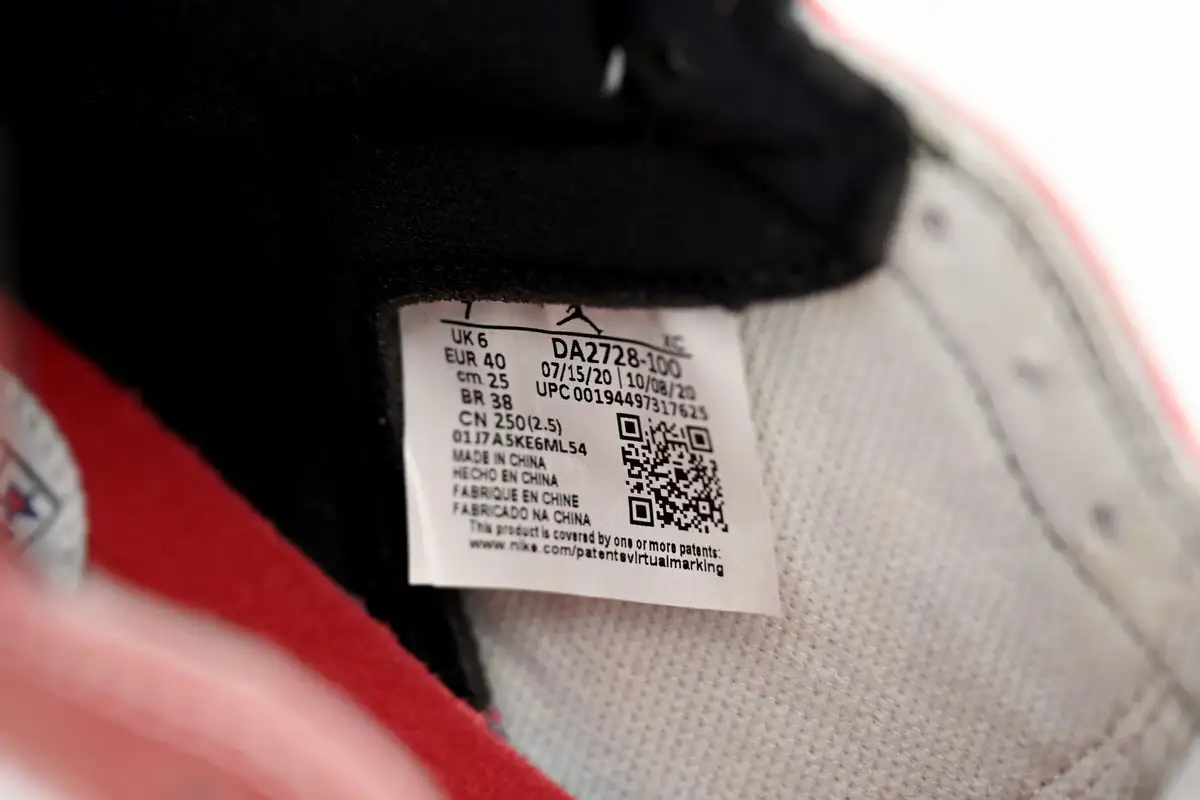 XC
UK 6
EUR 40
cm 25
BR 38
CN 250(2.5)
DA2728-100
07/15/20 | 10/08/20
UPC 00194497317625
01J7A5KE6ML54
MADE IN CHINA
HECHO EN CHINA
FABRIQUE EN CHINE
FABRICADO NA CHINA
This product is covered by one or more patents:
www.nike.com/patentsvirtualmarking